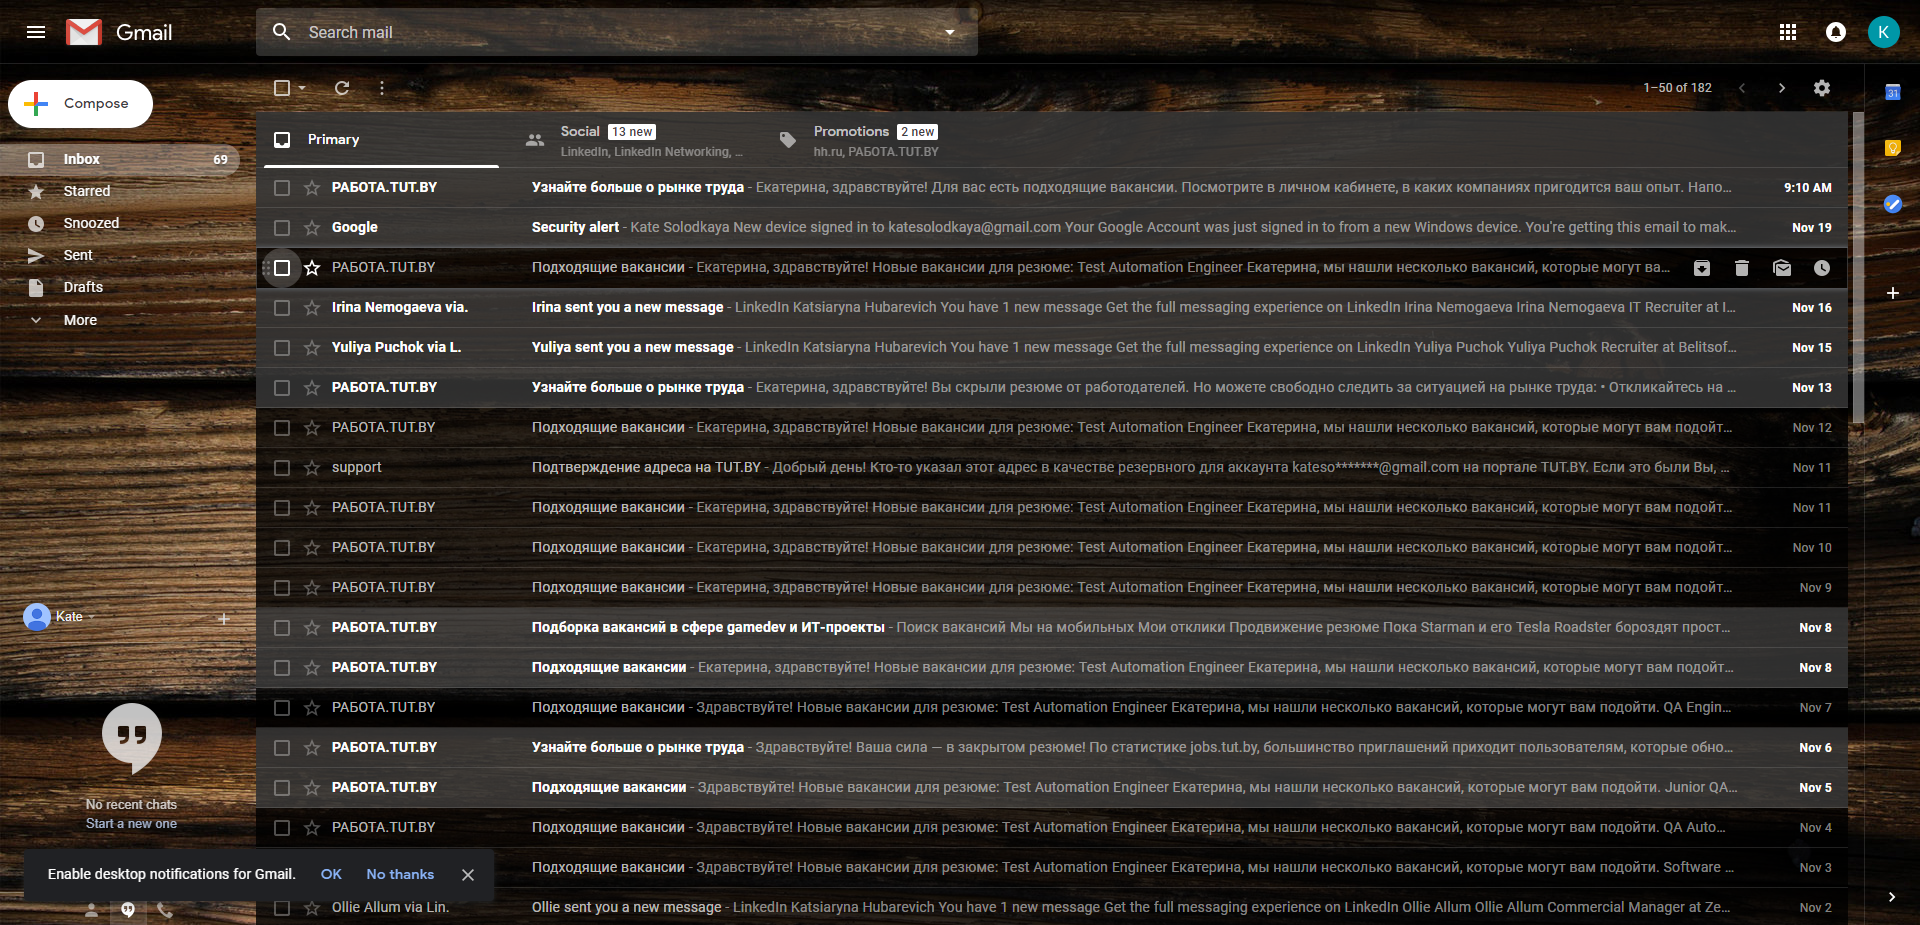 Gmail
Search mail
K
Compose
1–50 of 182
31
Primary
Social 13 new
LinkedIn, LinkedIn Networking, …
Promotions 2 new
hh.ru, РАБОТА.TUT.BY
Inbox 69
Starred
Snoozed
Sent
Drafts
More
РАБОТА.TUT.BY Узнайте больше о рынке труда - Екатерина, здравствуйте! Для вас есть подходящие вакансии. Посмотрите в личном кабинете, в каких компаниях пригодится ваш опыт. Напо… 9:10 AM
Google Security alert - Kate Solodkaya New device signed in to katesolodkaya@gmail.com Your Google Account was just signed in to from a new Windows device. You're getting this email to mak… Nov 19
РАБОТА.TUT.BY Подходящие вакансии - Екатерина, здравствуйте! Новые вакансии для резюме: Test Automation Engineer Екатерина, мы нашли несколько вакансий, которые могут ва…
Irina Nemogaeva via. Irina sent you a new message - LinkedIn Katsiaryna Hubarevich You have 1 new message Get the full messaging experience on LinkedIn Irina Nemogaeva Irina Nemogaeva IT Recruiter at I… Nov 16
Yuliya Puchok via L. Yuliya sent you a new message - LinkedIn Katsiaryna Hubarevich You have 1 new message Get the full messaging experience on LinkedIn Yuliya Puchok Yuliya Puchok Recruiter at Belitsof… Nov 15
РАБОТА.TUT.BY Узнайте больше о рынке труда - Екатерина, здравствуйте! Вы скрыли резюме от работодателей. Но можете свободно следить за ситуацией на рынке труда: • Откликайтесь на … Nov 13
РАБОТА.TUT.BY Подходящие вакансии - Екатерина, здравствуйте! Новые вакансии для резюме: Test Automation Engineer Екатерина, мы нашли несколько вакансий, которые могут вам подойт… Nov 12
support Подтверждение адреса на TUT.BY - Добрый день! Кто-то указал этот адрес в качестве резервного для аккаунта kateso*******@gmail.com на портале TUT.BY. Если это были Вы, … Nov 11
РАБОТА.TUT.BY Подходящие вакансии - Екатерина, здравствуйте! Новые вакансии для резюме: Test Automation Engineer Екатерина, мы нашли несколько вакансий, которые могут вам подойт… Nov 11
РАБОТА.TUT.BY Подходящие вакансии - Екатерина, здравствуйте! Новые вакансии для резюме: Test Automation Engineer Екатерина, мы нашли несколько вакансий, которые могут вам подойт… Nov 10
РАБОТА.TUT.BY Подходящие вакансии - Екатерина, здравствуйте! Новые вакансии для резюме: Test Automation Engineer Екатерина, мы нашли несколько вакансий, которые могут вам подойт… Nov 9
РАБОТА.TUT.BY Подборка вакансий в сфере gamedev и ИТ-проекты - Поиск вакансий Мы на мобильных Мои отклики Продвижение резюме Пока Starman и его Tesla Roadster бороздят прост… Nov 8
РАБОТА.TUT.BY Подходящие вакансии - Екатерина, здравствуйте! Новые вакансии для резюме: Test Automation Engineer Екатерина, мы нашли несколько вакансий, которые могут вам подойт… Nov 8
РАБОТА.TUT.BY Подходящие вакансии - Здравствуйте! Новые вакансии для резюме: Test Automation Engineer Екатерина, мы нашли несколько вакансий, которые могут вам подойти. QA Engin… Nov 7
РАБОТА.TUT.BY Узнайте больше о рынке труда - Здравствуйте! Ваша сила — в закрытом резюме! По статистике jobs.tut.by, большинство приглашений приходит пользователям, которые обно… Nov 6
РАБОТА.TUT.BY Подходящие вакансии - Здравствуйте! Новые вакансии для резюме: Test Automation Engineer Екатерина, мы нашли несколько вакансий, которые могут вам подойти. Junior QA… Nov 5
РАБОТА.TUT.BY Подходящие вакансии - Здравствуйте! Новые вакансии для резюме: Test Automation Engineer Екатерина, мы нашли несколько вакансий, которые могут вам подойти. QA Auto… Nov 4
Подходящие вакансии - Здравствуйте! Новые вакансии для резюме: Test Automation Engineer Екатерина, мы нашли несколько вакансий, которые могут вам подойти. Software … Nov 3
Ollie Allum via Lin. Ollie sent you a new message - LinkedIn Katsiaryna Hubarevich You have 1 new message Get the full messaging experience on LinkedIn Ollie Allum Ollie Allum Commercial Manager at Ze… Nov 2
Kate
No recent chats
Start a new one
Enable desktop notifications for Gmail. OK No thanks